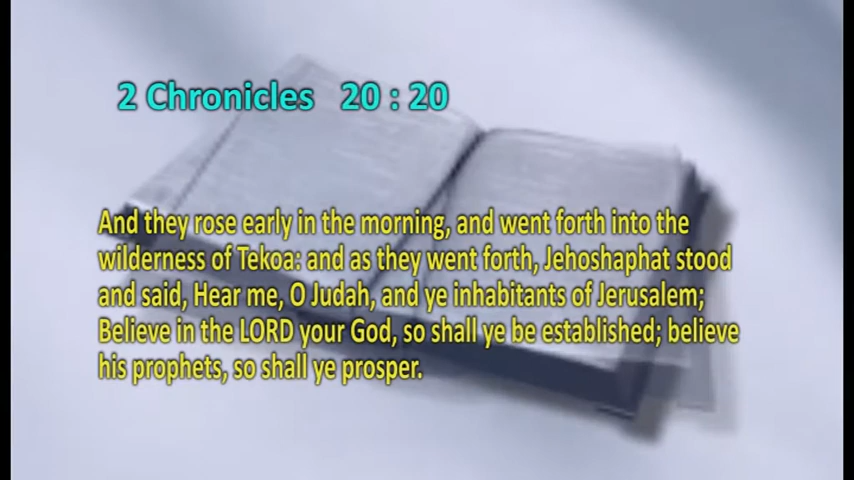 2 Chronicles 20 : 20
And they rose early in the morning, and went forth into the
wilderness of Tekoa: and as they went forth, Jehoshaphat stood
and said, Hear me, O Judah, and ye inhabitants of Jerusalem;
Believe in the LORD your God, so shall ye be established; believe
his prophets, so shall ye prosper.